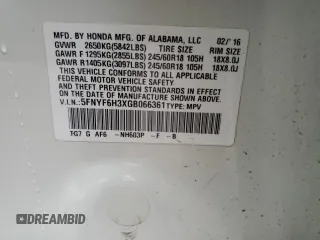 MFD. BY HONDA MFG. OF ALABAMA, LLC 02/'16
GVWR 2650KG(5842LBS) TIRE SIZE RIM SIZE
GAWR F 1295KG(2855LBS) 245/60R18 105H 18X8.0J
GAWR R1405KG(3097LBS) 245/60R18 105H 18X8.0J
THIS VEHICLE CONFORMS TO ALL APPLICABLE
FEDERAL MOTOR VEHICLE SAFETY AND THEFT
PREVENTION STANDARDS IN EFFECT ON THE DATE
OF MANUFACTURE SHOWN ABOVE.
V.I.N.: 5FNYF6H3XGB066361 TYPE: MPV
TG7 G AF6 -NH603P -F -B
DREAMBID